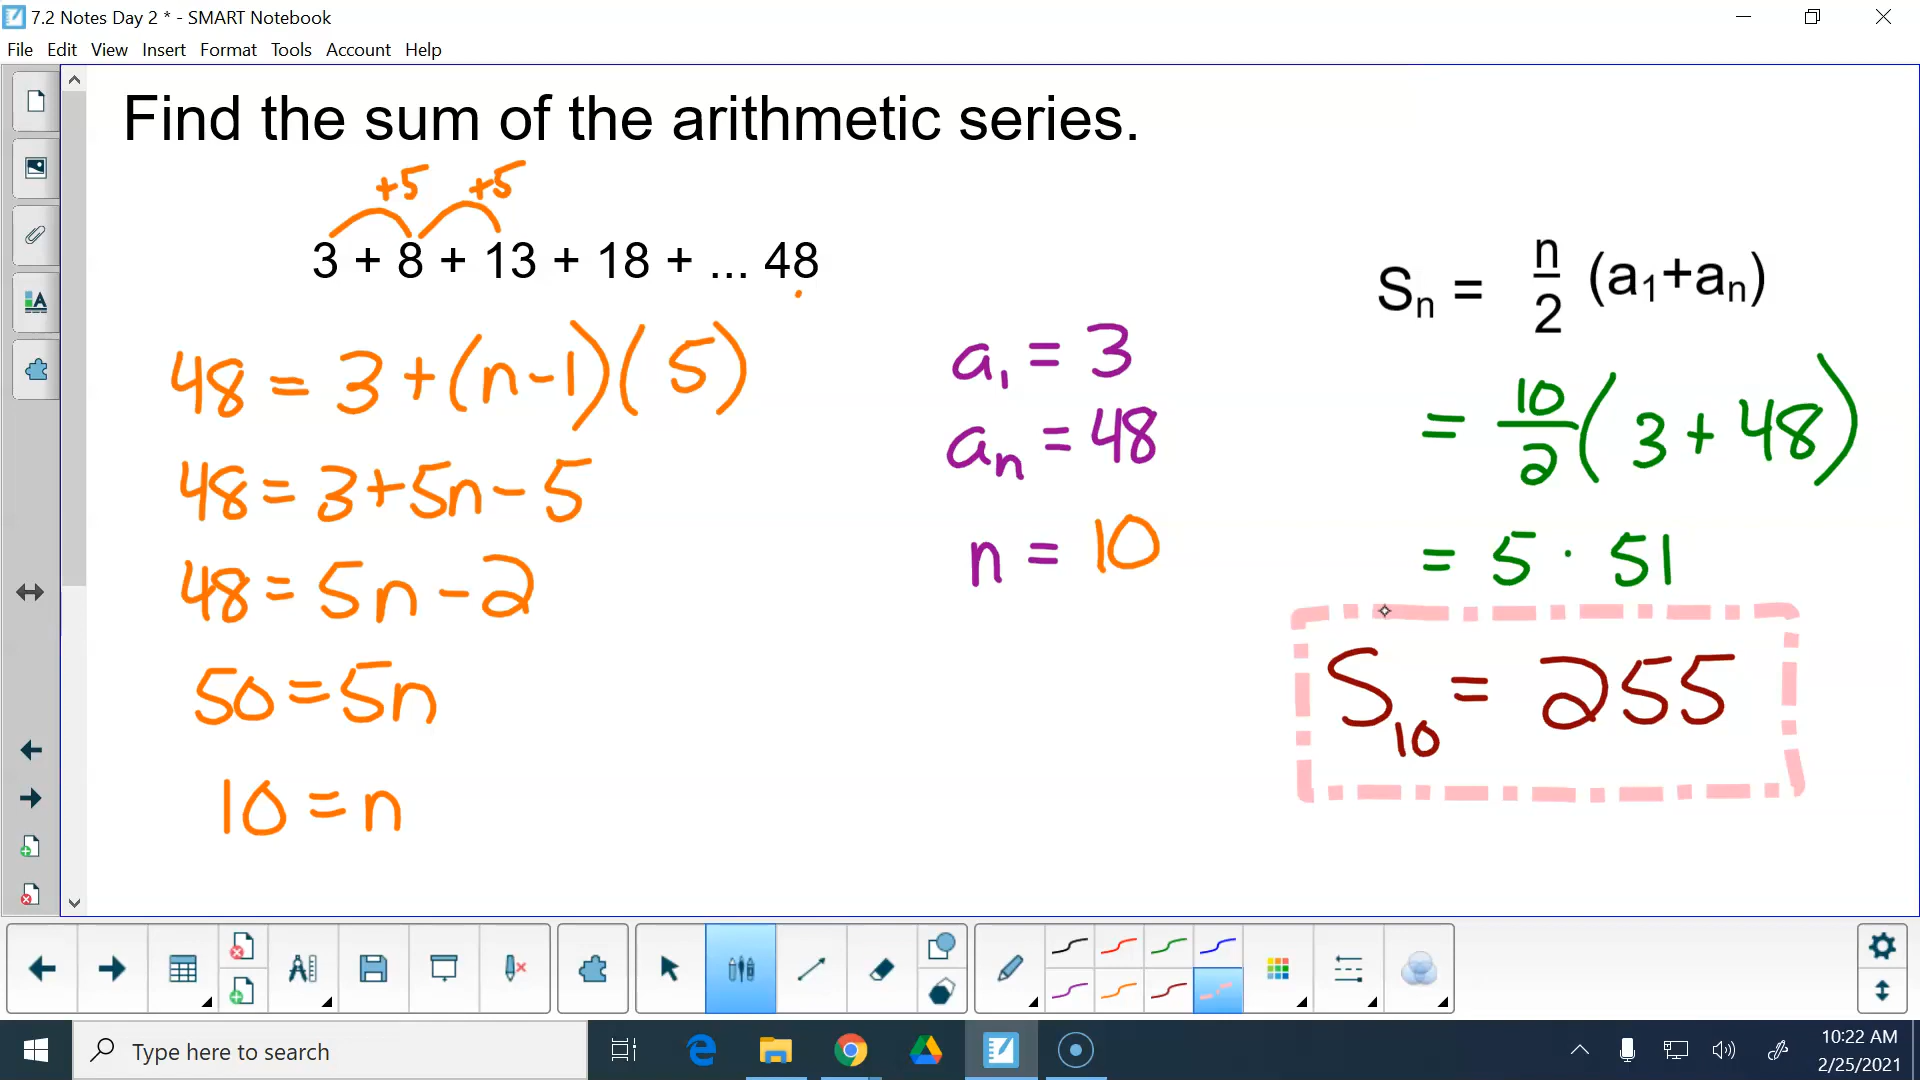 7.2 Notes Day 2 * - SMART Notebook
File Edit View Insert Format Tools Account Help
Find the sum of the arithmetic series.
+5 +5
3 + 8 + 13 + 18 + ... 48
48 = 3 + (n - 1)(5)
48 = 3 + 5n - 5
48 = 5n - 2
50 = 5n
10 = n
a₁ = 3
aₙ = 48
n = 10
Sₙ = n/2 (a₁+aₙ)
= 10/2 (3 + 48)
= 5 · 51
S₁₀ = 255
Type here to search
10:22 AM
2/25/2021